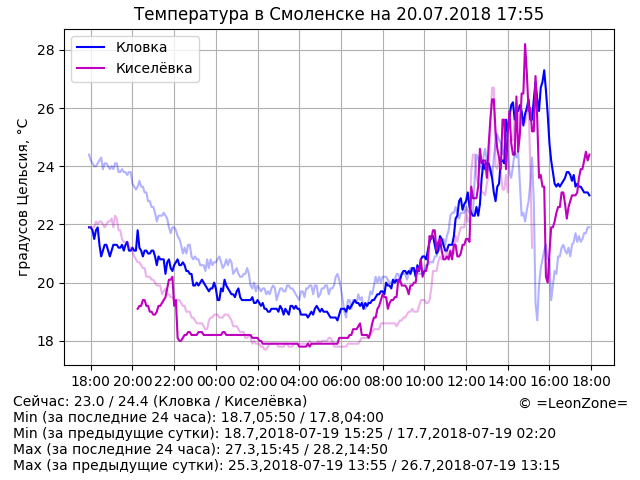 Температура в Смоленске на 20.07.2018 17:55
Кловка
Киселёвка
градусов Цельсия, °C
28
26
24
22
20
18
18:00 20:00 22:00 00:00 02:00 04:00 06:00 08:00 10:00 12:00 14:00 16:00 18:00
Сейчас: 23.0 / 24.4 (Кловка / Киселёвка)
© =LeonZone=
Min (за последние 24 часа): 18.7,05:50 / 17.8,04:00
Min (за предыдущие сутки): 18.7,2018-07-19 15:25 / 17.7,2018-07-19 02:20
Max (за последние 24 часа): 27.3,15:45 / 28.2,14:50
Max (за предыдущие сутки): 25.3,2018-07-19 13:55 / 26.7,2018-07-19 13:15